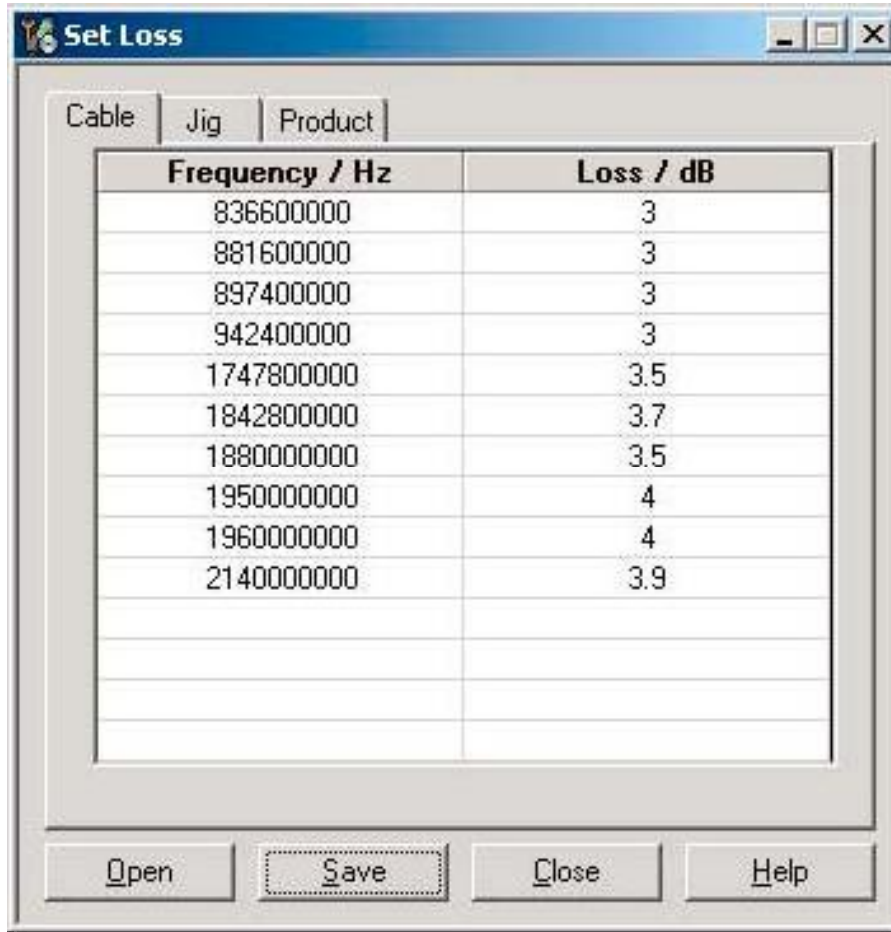 Set Loss
Cable Jig Product
Frequency / Hz Loss / dB
836600000 3
881600000 3
897400000 3
942400000 3
1747800000 3.5
1842800000 3.7
1880000000 3.5
1950000000 4
1960000000 4
2140000000 3.9
Open Save Close Help